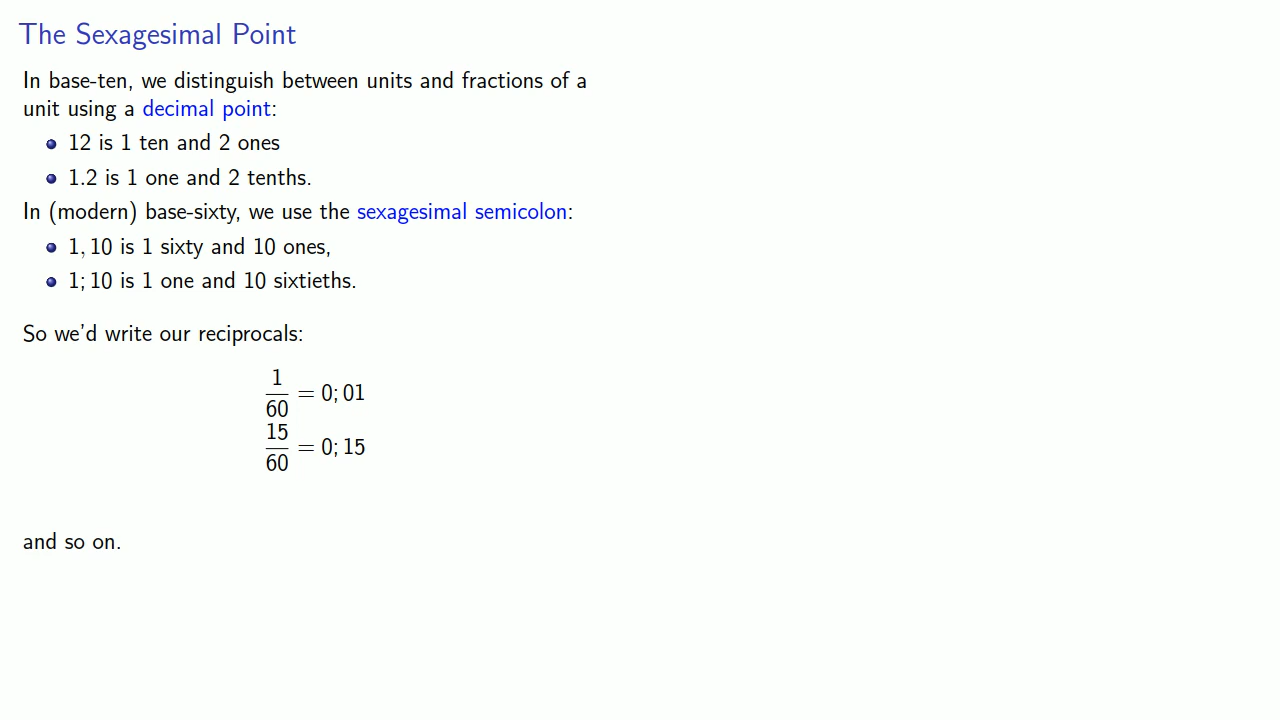 The Sexagesimal Point
In base-ten, we distinguish between units and fractions of a
unit using a decimal point:
12 is 1 ten and 2 ones
1.2 is 1 one and 2 tenths.
In (modern) base-sixty, we use the sexagesimal semicolon:
1, 10 is 1 sixty and 10 ones,
1; 10 is 1 one and 10 sixtieths.
So we'd write our reciprocals:
1/60 = 0; 01
15/60 = 0; 15
and so on.